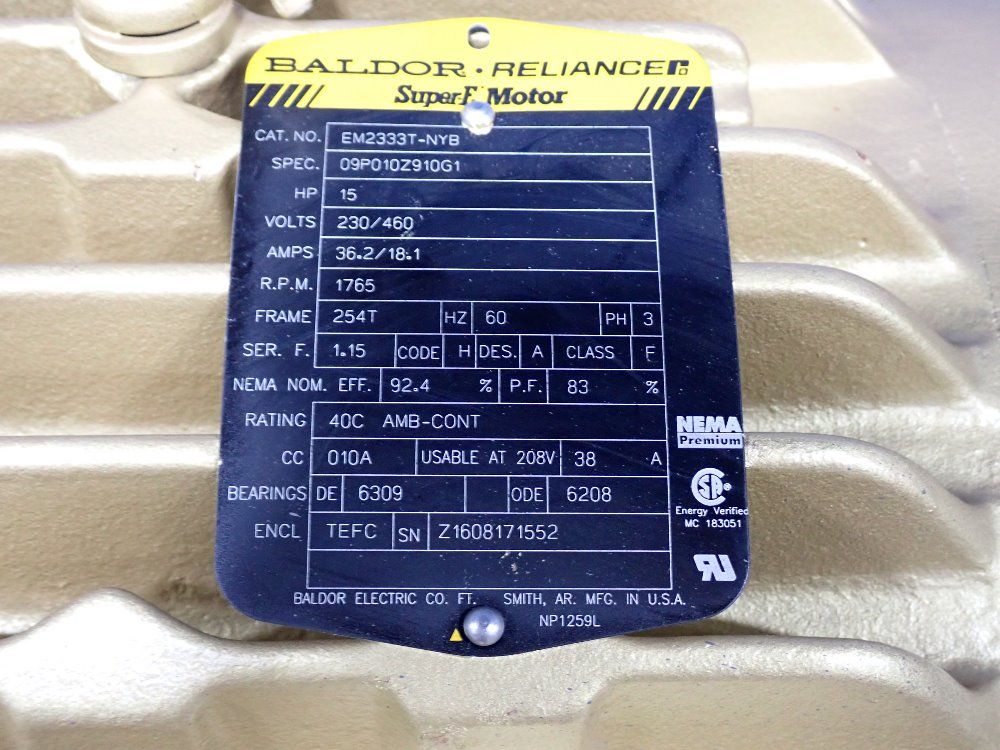 BALDOR · RELIANCE
Super-E Motor
CAT. NO. EM2333T-NYB
SPEC. 09P010Z910G1
HP 15
VOLTS 230/460
AMPS 36.2/18.1
R.P.M. 1765
FRAME 254T HZ 60 PH 3
SER. F. 1.15 CODE H DES. A CLASS F
NEMA NOM. EFF. 92.4 % P.F. 83 %
RATING 40C AMB-CONT
NEMA
Premium
CC 010A USABLE AT 208V 38 A
BEARINGS DE 6309 ODE 6208
SA
Energy Verified
MC 183051
ENCL TEFC SN Z1608171552
RU
BALDOR ELECTRIC CO. FT. SMITH, AR. MFG. IN U.S.A.
NP1259L